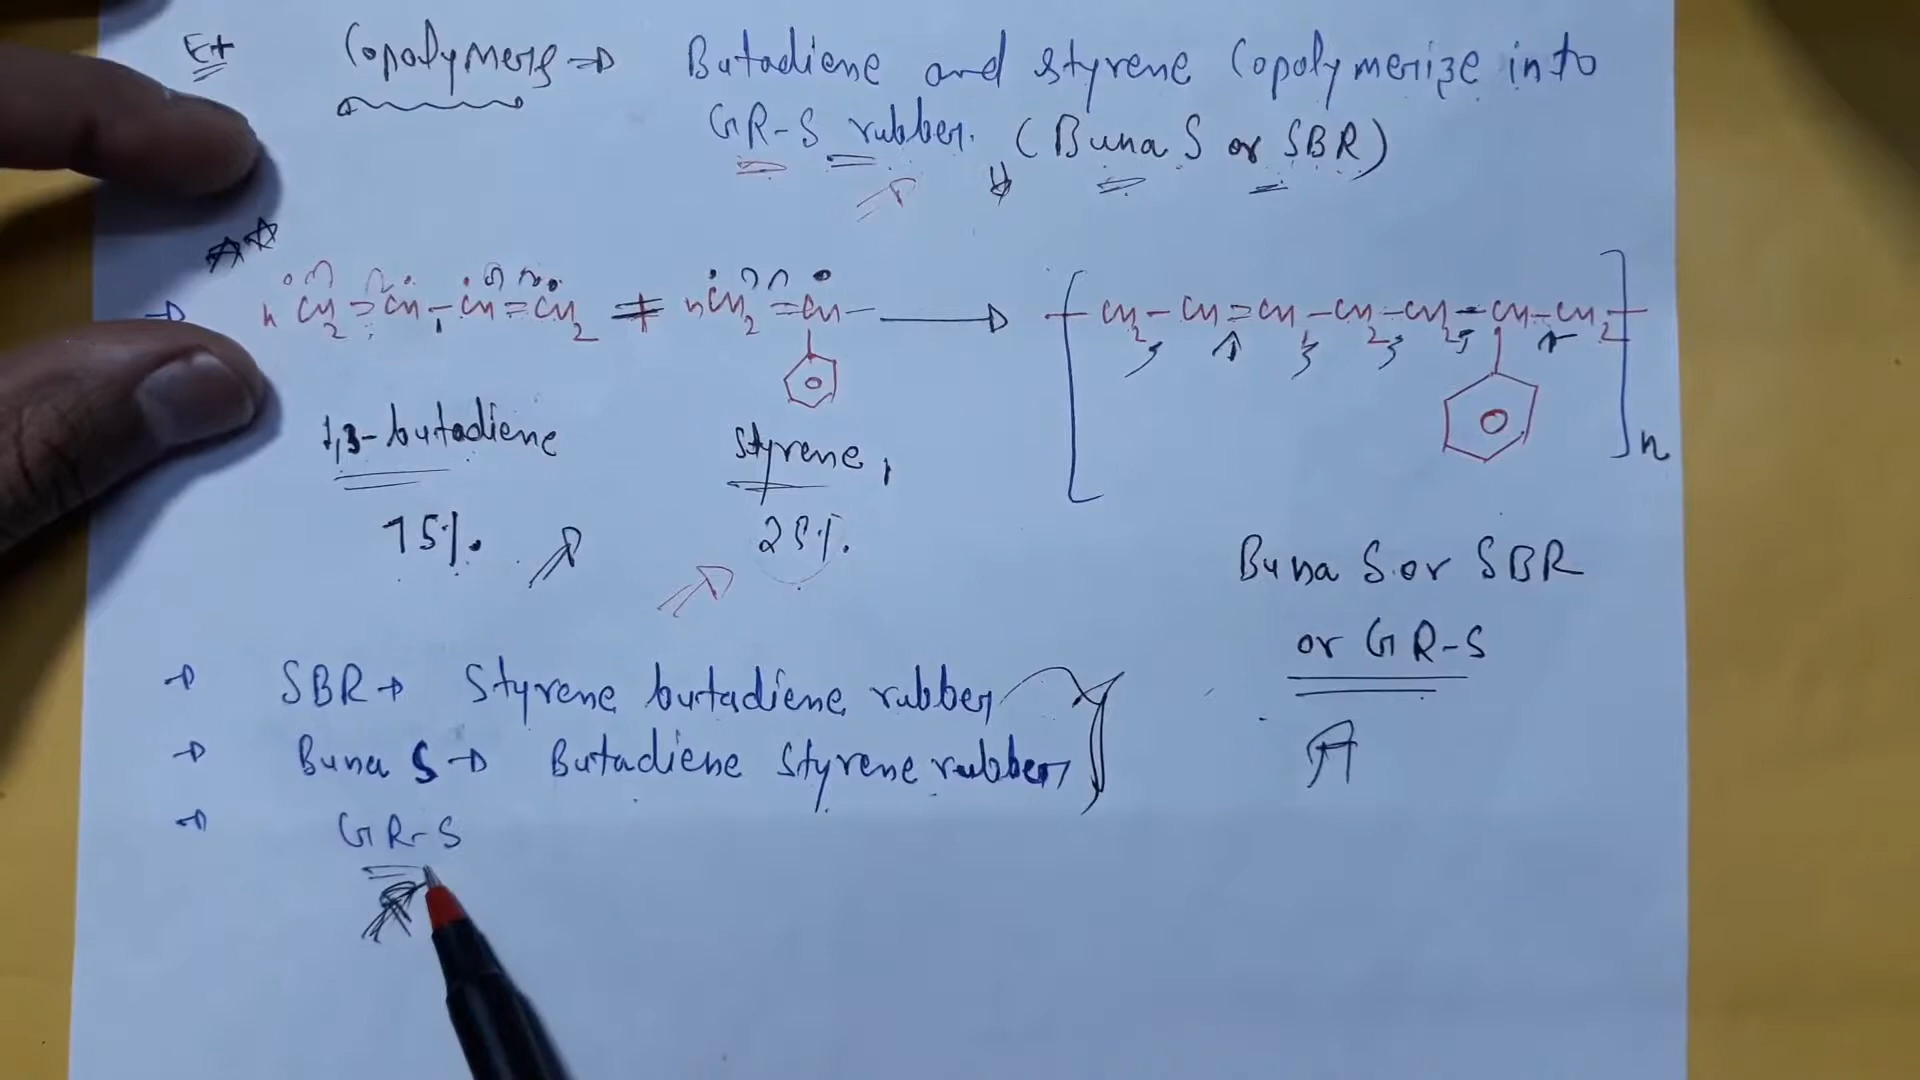 Ex Copolymers → Butadiene and styrene Copolymerize into
GR-S rubber. (Buna S or SBR)
n CH2=CH-CH=CH2 + nCH2=CH- → [-CH2-CH=CH-CH2-CH2-CH-CH2-]n
1,3-butadiene styrene,
75%. 25%.
Buna S or SBR
or GR-S
→ SBR → Styrene butadiene rubber
→ Buna S → Butadiene styrene rubber
→ GR-S